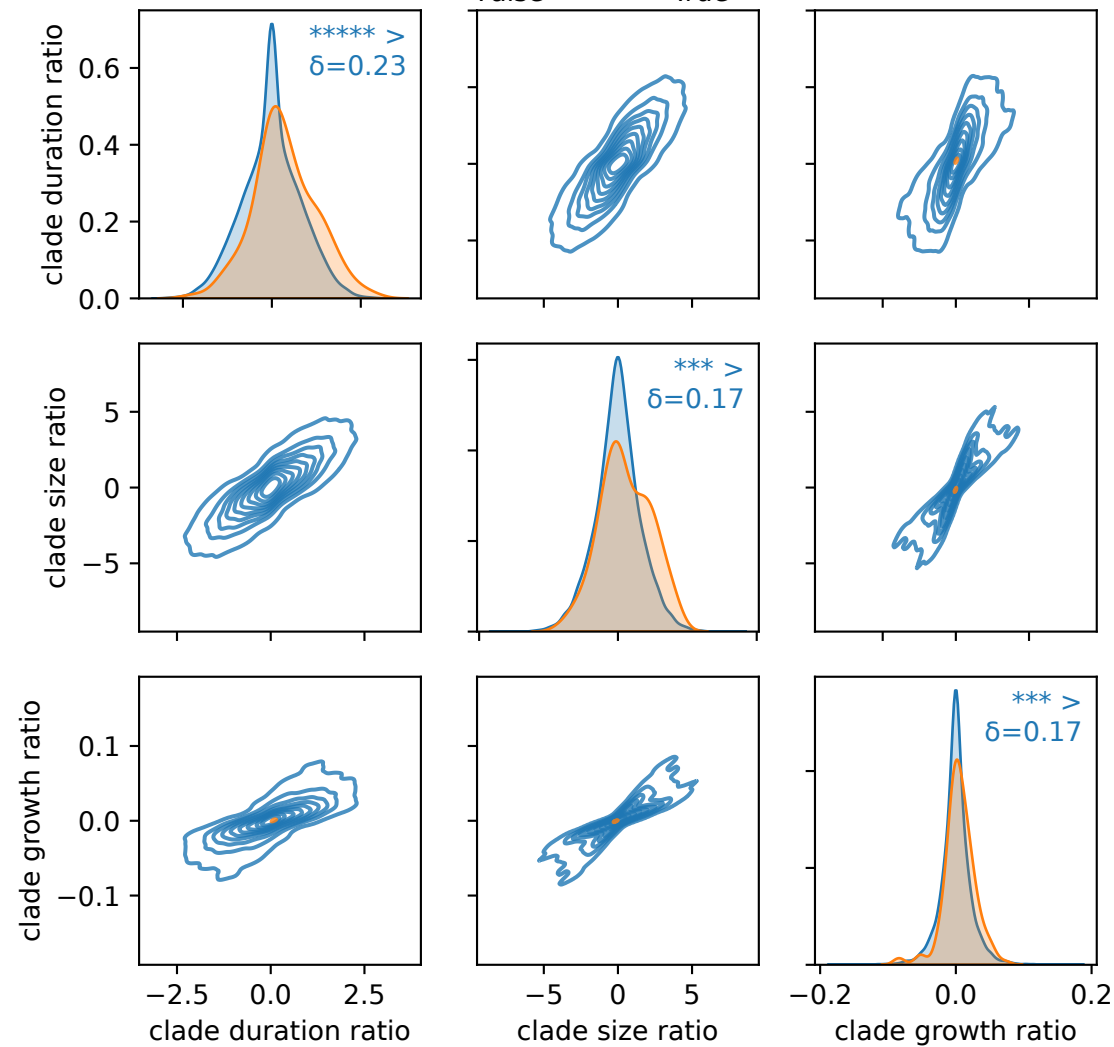 clade duration ratio
0.6
0.4
0.2
0.0
***** >
δ=0.23
clade size ratio
5
0
−5
*** >
δ=0.17
clade growth ratio
0.1
0.0
−0.1
*** >
δ=0.17
−2.5 0.0 2.5
−5 0 5
−0.2 0.0 0.2
clade duration ratio
clade size ratio
clade growth ratio